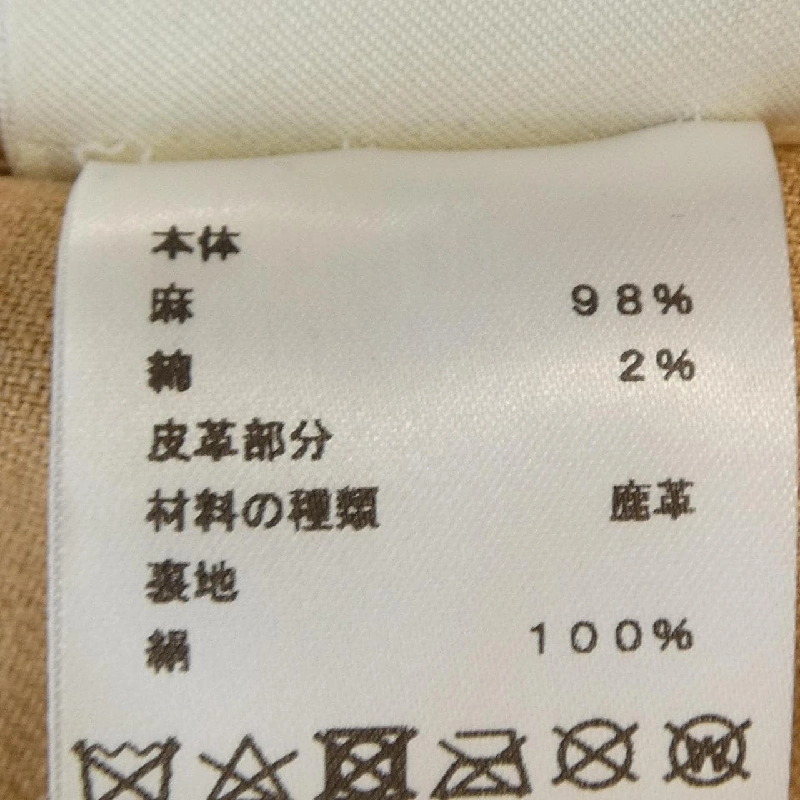 本体
麻 98%
綿 2%
皮革部分
材料の種類 鹿革
裏地
絹 100%